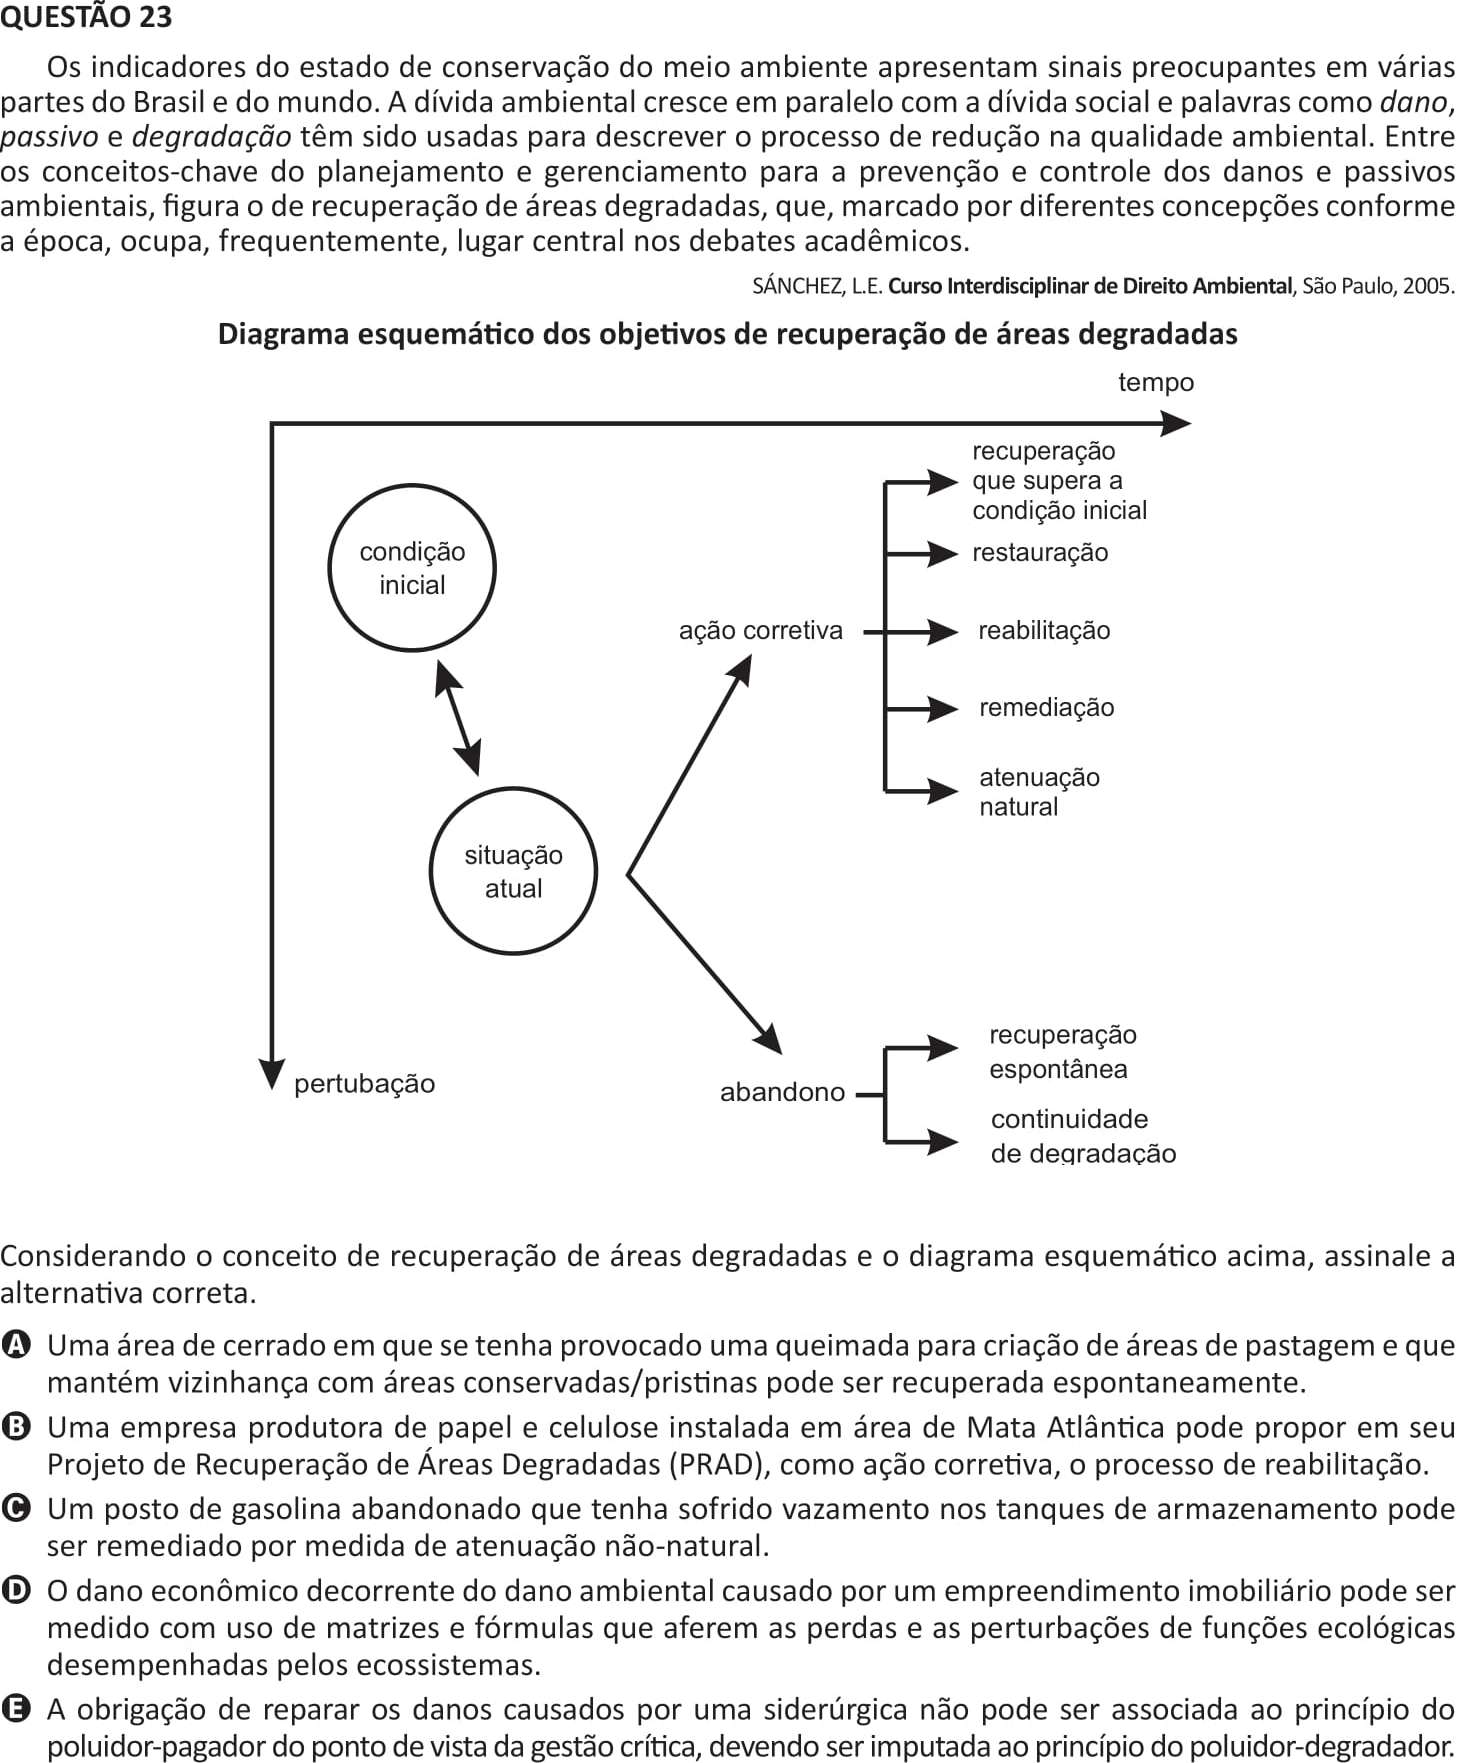 QUESTÃO 23
Os indicadores do estado de conservação do meio ambiente apresentam sinais preocupantes em várias
partes do Brasil e do mundo. A dívida ambiental cresce em paralelo com a dívida social e palavras como dano,
passivo e degradação têm sido usadas para descrever o processo de redução na qualidade ambiental. Entre
os conceitos-chave do planejamento e gerenciamento para a prevenção e controle dos danos e passivos
ambientais, figura o de recuperação de áreas degradadas, que, marcado por diferentes concepções conforme
a época, ocupa, frequentemente, lugar central nos debates acadêmicos.
SÁNCHEZ, L.E. Curso Interdisciplinar de Direito Ambiental, São Paulo, 2005.
Diagrama esquemático dos objetivos de recuperação de áreas degradadas
tempo
recuperação
que supera a
condição inicial
condição
inicial
restauração
ação corretiva
reabilitação
remediação
atenuação
natural
situação
atual
recuperação
espontânea
pertubação
abandono
continuidade
de degradação
Considerando o conceito de recuperação de áreas degradadas e o diagrama esquemático acima, assinale a
alternativa correta.
A Uma área de cerrado em que se tenha provocado uma queimada para criação de áreas de pastagem e que
mantém vizinhança com áreas conservadas/pristinas pode ser recuperada espontaneamente.
B Uma empresa produtora de papel e celulose instalada em área de Mata Atlântica pode propor em seu
Projeto de Recuperação de Áreas Degradadas (PRAD), como ação corretiva, o processo de reabilitação.
C Um posto de gasolina abandonado que tenha sofrido vazamento nos tanques de armazenamento pode
ser remediado por medida de atenuação não-natural.
D O dano econômico decorrente do dano ambiental causado por um empreendimento imobiliário pode ser
medido com uso de matrizes e fórmulas que aferem as perdas e as perturbações de funções ecológicas
desempenhadas pelos ecossistemas.
E A obrigação de reparar os danos causados por uma siderúrgica não pode ser associada ao princípio do
poluidor-pagador do ponto de vista da gestão crítica, devendo ser imputada ao princípio do poluidor-degradador.